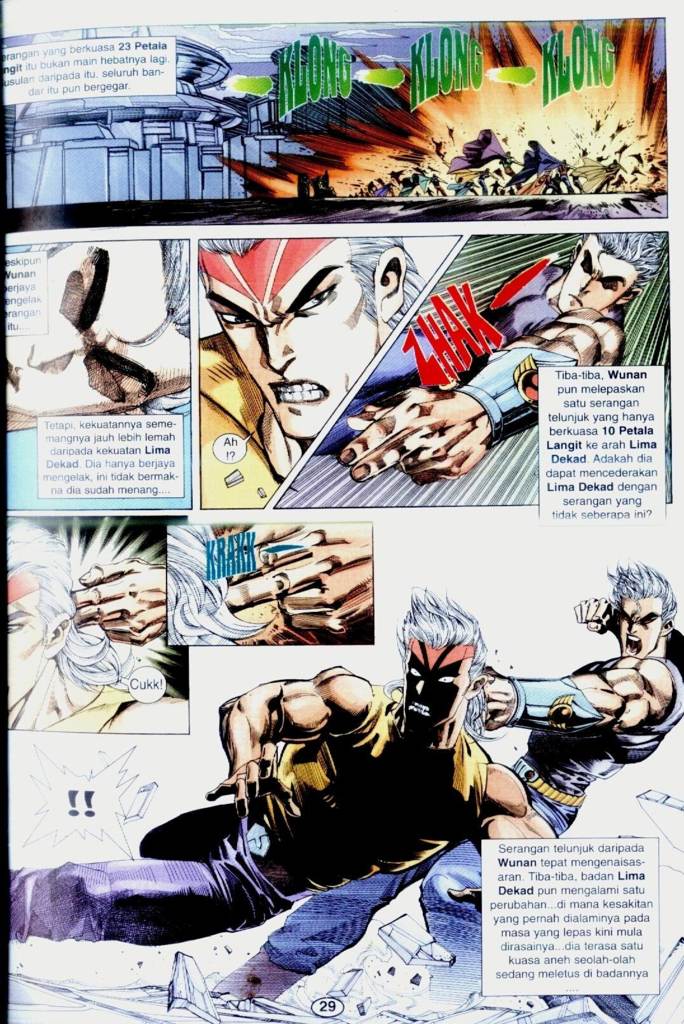 erangan yang berkuasa 23 Petala
ngit itu bukan main hebatnya lagi.
usulan daripada itu, seluruh ban-
dar itu pun bergegar.
KLONG KLONG KLONG
eskipun
Wunan
erjaya
engelak
erangan
itu...
Tetapi, kekuatannya seme-
mangnya jauh lebih lemah
daripada kekuatan Lima
Dekad. Dia hanya berjaya
mengelak, ini tidak bermak-
na dia sudah menang....
Ah
!?
Tiba-tiba, Wunan
pun melepaskan
satu serangan
telunjuk yang hanya
berkuasa 10 Petala
Langit ke arah Lima
Dekad. Adakah dia
dapat mencederakan
Lima Dekad dengan
serangan yang
tidak seberapa ini?
KRAKK
Cukk!
!!
Serangan telunjuk daripada
Wunan tepat mengenaisas-
aran. Tiba-tiba, badan Lima
Dekad pun mengalami satu
perubahan...di mana kesakitan
yang pernah dialaminya pada
masa yang lepas kini mula
dirasainya...dia terasa satu
kuasa aneh seolah-olah
sedang meletus di badannya
....
29